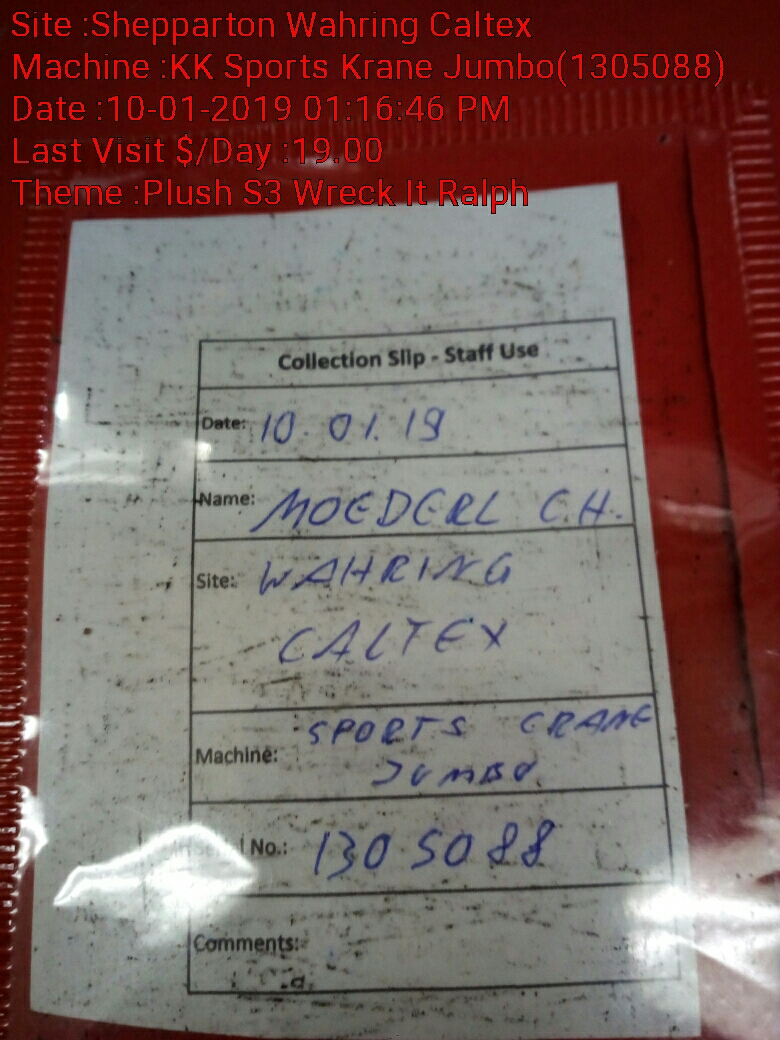 Site :Shepparton Wahring Caltex
Machine :KK Sports Krane Jumbo(1305088)
Date :10-01-2019 01:16:46 PM
Last Visit $/Day :19.00
Theme :Plush S3 Wreck It Ralph
Collection Slip - Staff Use
Date: 10.01.19
Name: MOEDERL CH.
Site: WAHRING
CALTEX
Machine: SPORTS CRANE
JUMBO
No.: 1305088
Comments: